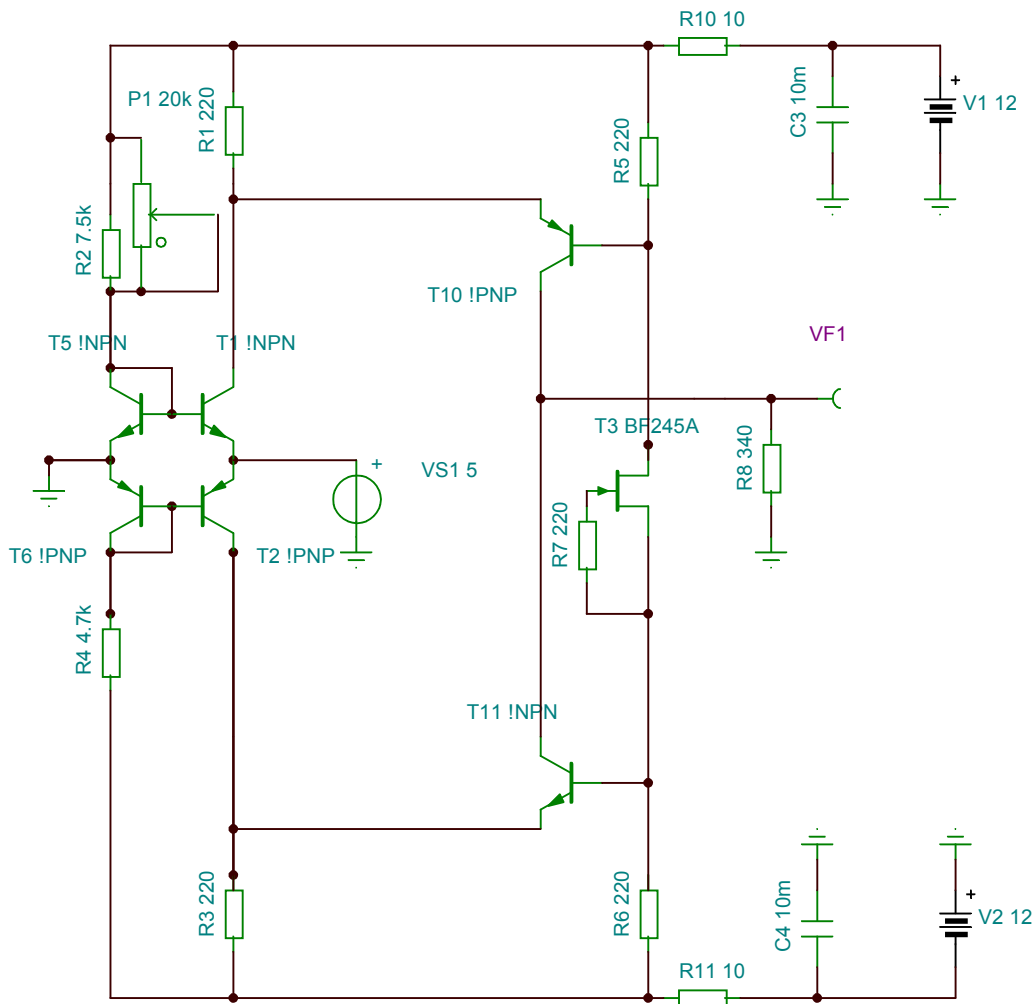 R10 10
P1 20k
R1 220
C3 10m
+
V1 12
R5 220
R2 7.5k
T10 !PNP
T5 !NPN
T1 !NPN
VF1
T3 BF245A
R8 340
+
VS1 5
R7 220
T6 !PNP
T2 !PNP
R4 4.7k
T11 !NPN
R3 220
R6 220
C4 10m
+
V2 12
R11 10